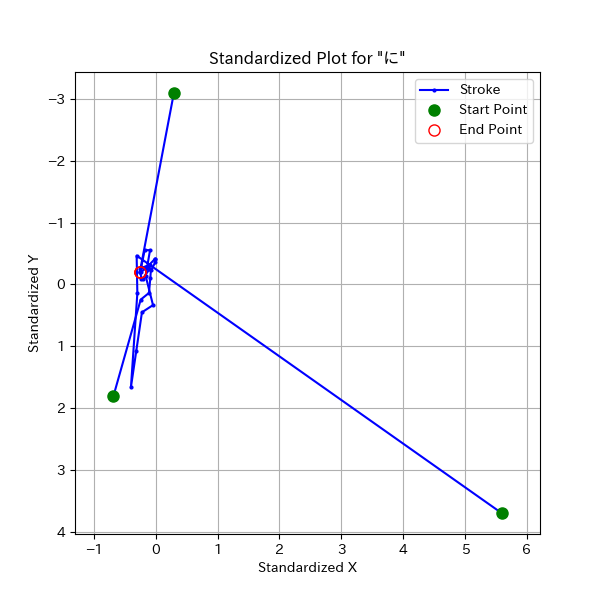 Standardized Plot for "に"
Stroke
Start Point
End Point
−3
−2
−1
0
1
2
3
4
Standardized Y
−1 0 1 2 3 4 5 6
Standardized X